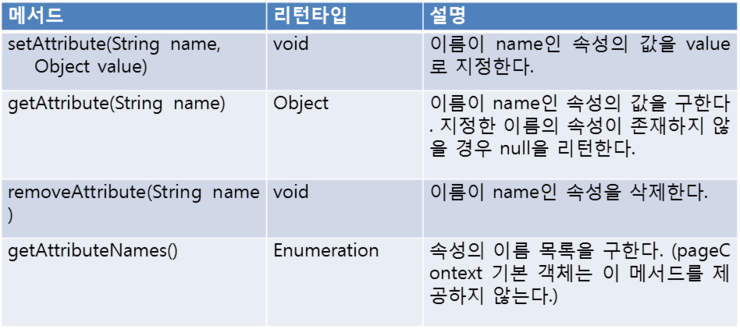 메서드 리턴타입 설명
setAttribute(String name,
Object value)
void
이름이 name인 속성의 값을 value
로 지정한다.
getAttribute(String name)
Object
이름이 name인 속성의 값을 구한다
. 지정한 이름의 속성이 존재하지 않
을 경우 null을 리턴한다.
removeAttribute(String name
)
void
이름이 name인 속성을 삭제한다.
getAttributeNames()
Enumeration
속성의 이름 목록을 구한다. (pageC
ontext 기본 객체는 이 메서드를 제
공하지 않는다.)